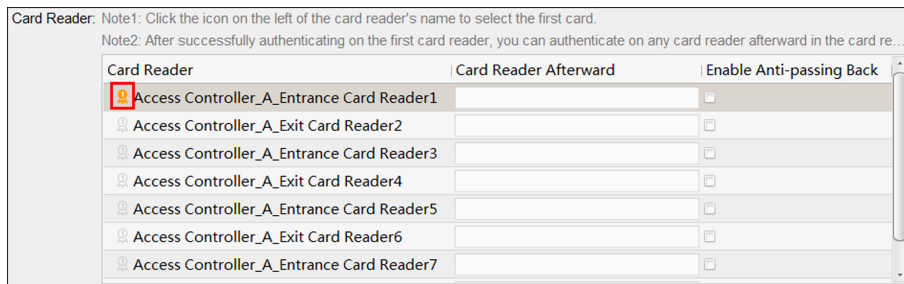 Card Reader: Note1: Click the icon on the left of the card reader's name to select the first card.
Note2: After successfully authenticating on the first card reader, you can authenticate on any card reader afterward in the card re...
Card Reader Card Reader Afterward Enable Anti-passing Back
Access Controller_A_Entrance Card Reader1
Access Controller_A_Exit Card Reader2
Access Controller_A_Entrance Card Reader3
Access Controller_A_Exit Card Reader4
Access Controller_A_Entrance Card Reader5
Access Controller_A_Exit Card Reader6
Access Controller_A_Entrance Card Reader7